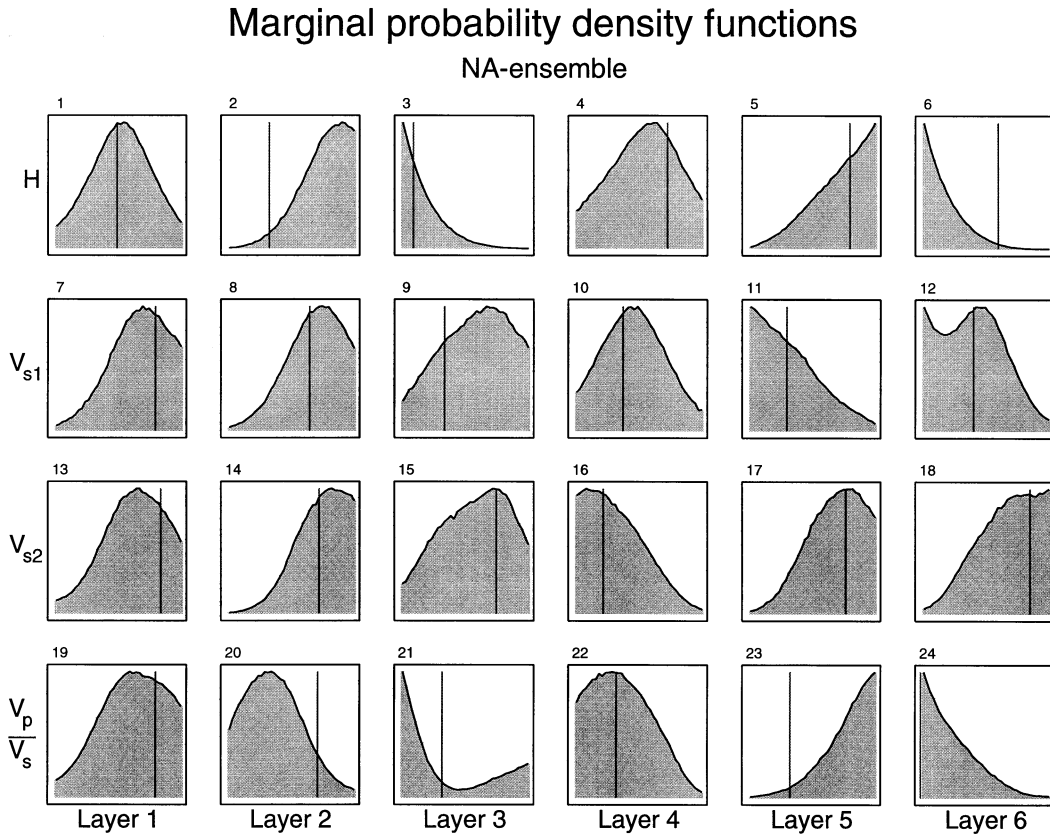 Marginal probability density functions
NA-ensemble
1 2 3 4 5 6
H
7 8 9 10 11 12
Vs1
13 14 15 16 17 18
Vs2
19 20 21 22 23 24
Vp
Vs
Layer 1 Layer 2 Layer 3 Layer 4 Layer 5 Layer 6